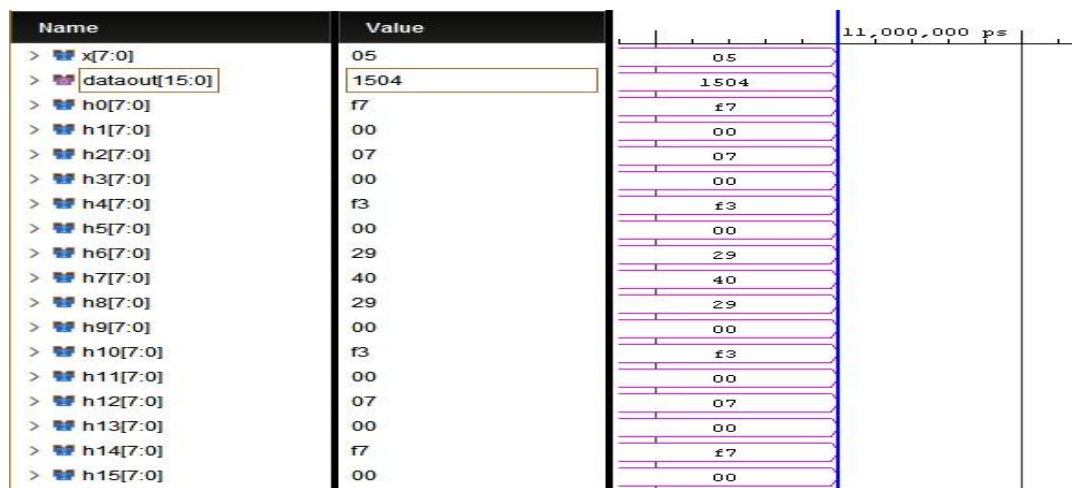 Name Value 11,000,000 ps
> x[7:0] 05 05
> dataout[15:0] 1504 1504
> h0[7:0] f7 f7
> h1[7:0] 00 00
> h2[7:0] 07 07
> h3[7:0] 00 00
> h4[7:0] f3 f3
> h5[7:0] 00 00
> h6[7:0] 29 29
> h7[7:0] 40 40
> h8[7:0] 29 29
> h9[7:0] 00 00
> h10[7:0] f3 f3
> h11[7:0] 00 00
> h12[7:0] 07 07
> h13[7:0] 00 00
> h14[7:0] f7 f7
> h15[7:0] 00 00